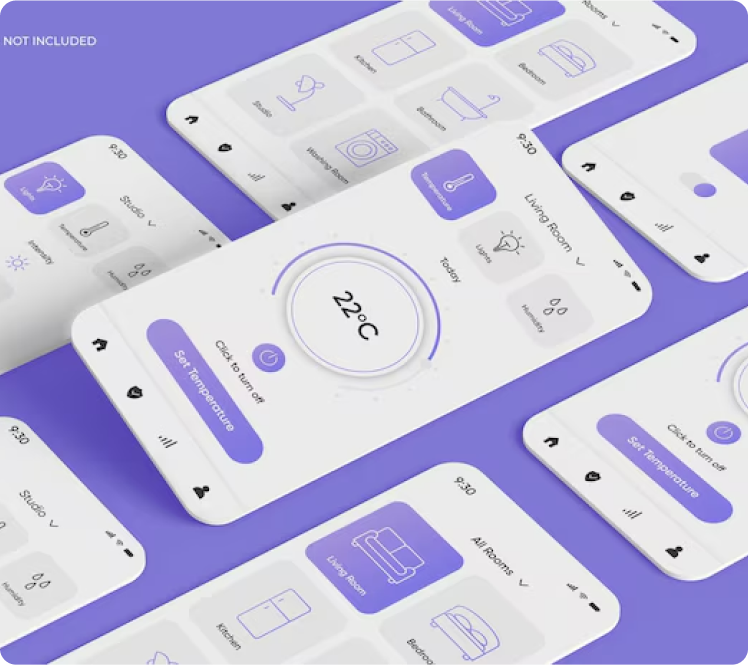 NOT INCLUDED
Living Room
Rooms
Kitchen
Bedroom
Studio
Bathroom
Washing Room
9:30
Studio
Lights
Temperature
Intensity
Humidity
9:30
Living Room
Temperature
Lights
Humidity
Today
22°C
Click to turn off
Set Temperature
Click to turn off
Set Temperature
9:30
Studio
Humidity
9:30
All Rooms
Living Room
Kitchen